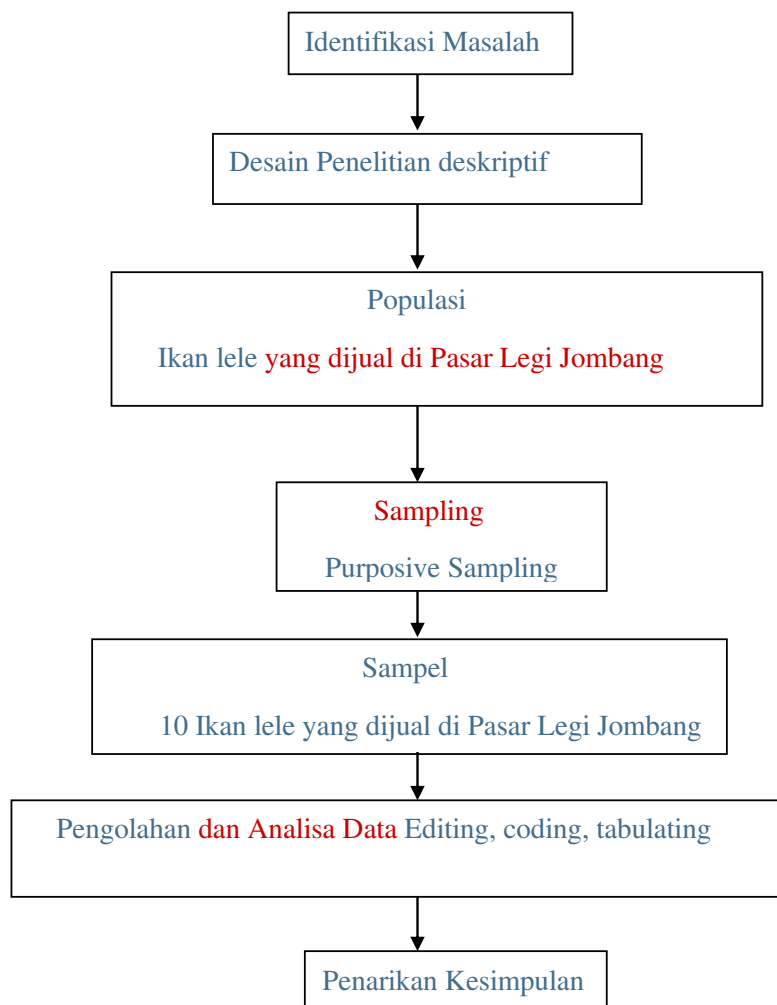 Identifikasi Masalah
Desain Penelitian deskriptif
Populasi
Ikan lele yang dijual di Pasar Legi Jombang
Sampling
Purposive Sampling
Sampel
10 Ikan lele yang dijual di Pasar Legi Jombang
Pengolahan dan Analisa Data Editing, coding, tabulating
Penarikan Kesimpulan